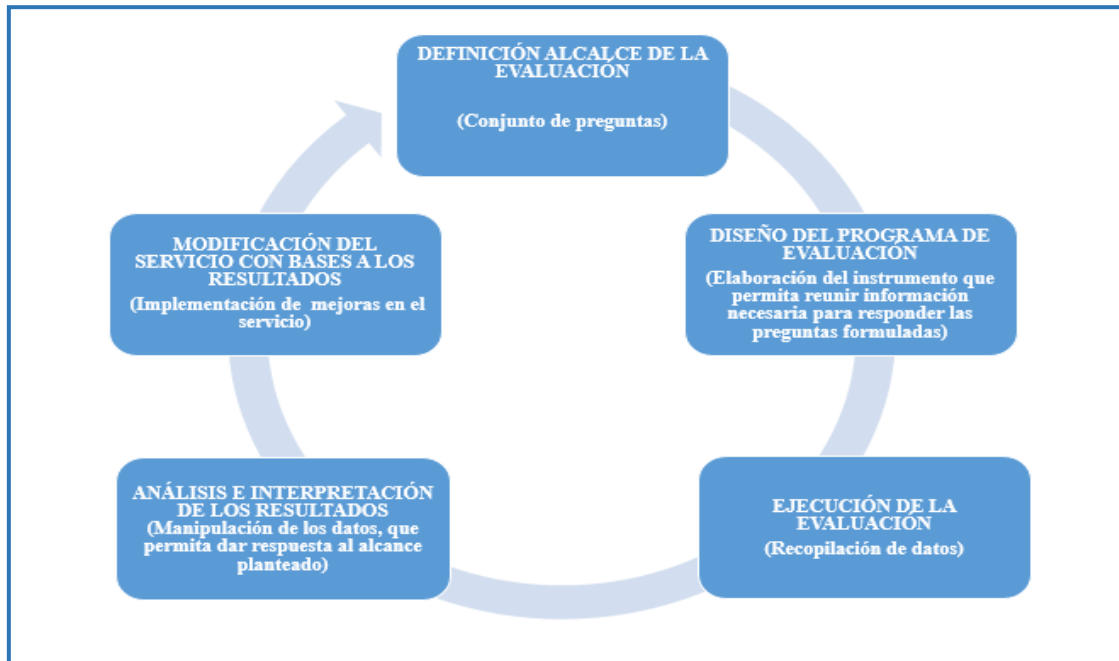 DEFINICIÓN ALCALCE DE LA
EVALUACIÓN
(Conjunto de preguntas)
DISEÑO DEL PROGRAMA DE
EVALUACIÓN
(Elaboración del instrumento que
permita reunir información
necesaria para responder las
preguntas formuladas)
EJECUCIÓN DE LA
EVALUACIÓN
(Recopilación de datos)
ANÁLISIS E INTERPRETACIÓN
DE LOS RESULTADOS
(Manipulación de los datos, que
permita dar respuesta al alcance
planteado)
MODIFICACIÓN DEL
SERVICIO CON BASES A LOS
RESULTADOS
(Implementación de mejoras en el
servicio)